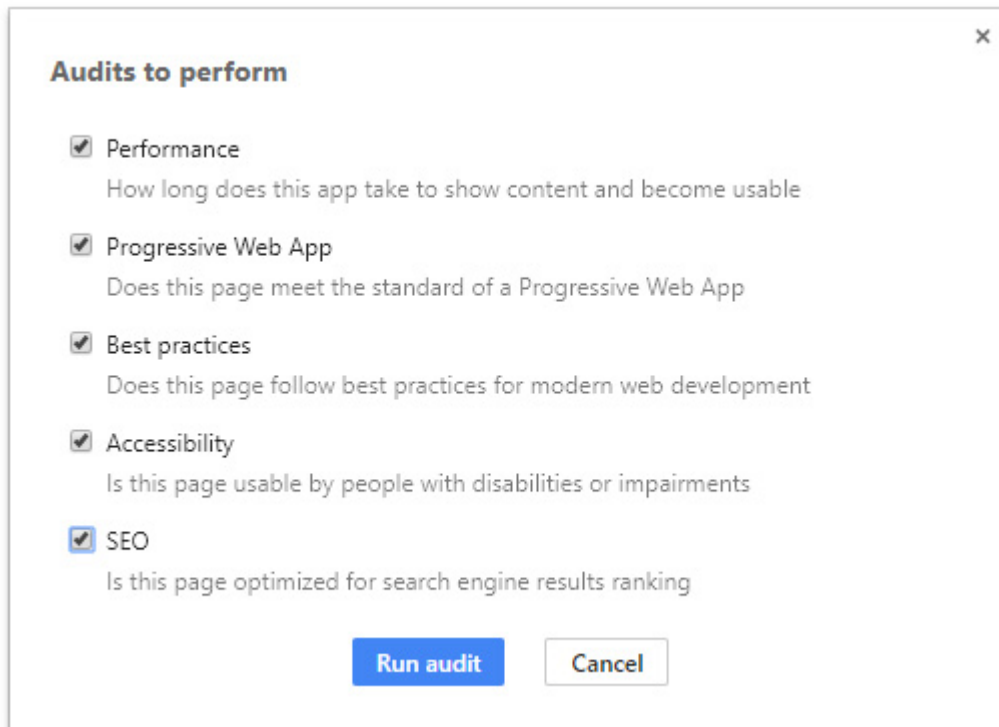 Audits to perform
Performance
How long does this app take to show content and become usable
Progressive Web App
Does this page meet the standard of a Progressive Web App
Best practices
Does this page follow best practices for modern web development
Accessibility
Is this page usable by people with disabilities or impairments
SEO
Is this page optimized for search engine results ranking
Run audit Cancel